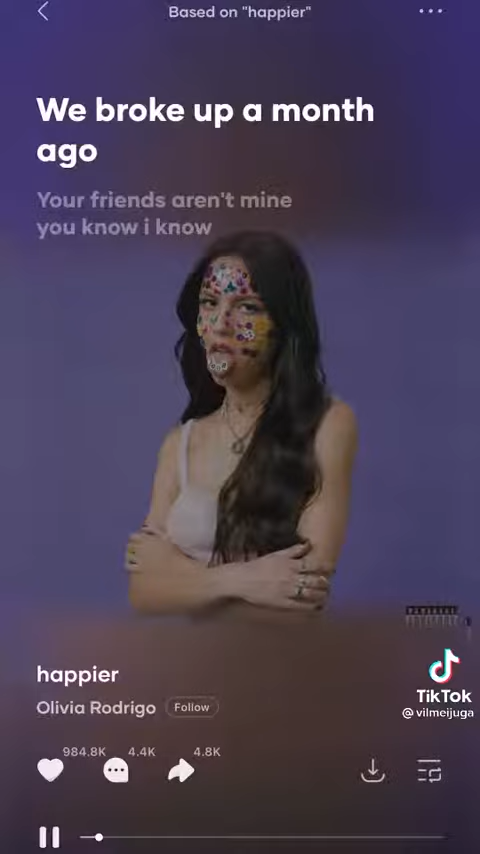 Based on "happier"
We broke up a month
ago
Your friends aren't mine
you know i know
happier
Olivia Rodrigo Follow
984.8K 4.4K 4.8K
TikTok
@vilmeijuga